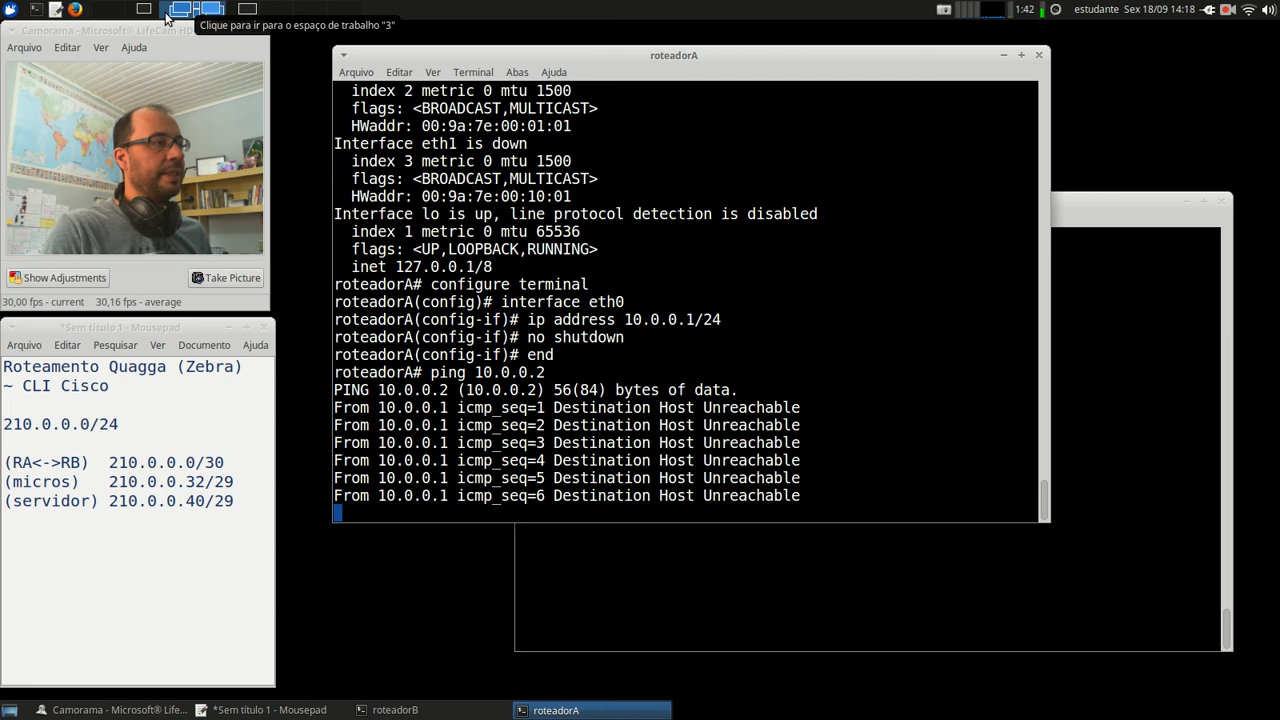 1:42
estudante
Sex 18/09 14:18
Clique para ir para o espaço de trabalho "3"
Camorama - Microsoft® LifeCam HD
Arquivo Editar Ver Ajuda
Show Adjustments
Take Picture
30,00 fps - current
30,16 fps - average
*Sem título 1 - Mousepad
Arquivo Editar Pesquisar Ver Documento Ajuda
Roteamento Quagga (Zebra)
~ CLI Cisco
210.0.0.0/24
(RA<->RB) 210.0.0.0/30
(micros) 210.0.0.32/29
(servidor) 210.0.0.40/29
roteadorA
Arquivo Editar Ver Terminal Abas Ajuda
index 2 metric 0 mtu 1500
flags: <BROADCAST,MULTICAST>
HWaddr: 00:9a:7e:00:01:01
Interface eth1 is down
index 3 metric 0 mtu 1500
flags: <BROADCAST,MULTICAST>
HWaddr: 00:9a:7e:00:10:01
Interface lo is up, line protocol detection is disabled
index 1 metric 0 mtu 65536
flags: <UP,LOOPBACK,RUNNING>
inet 127.0.0.1/8
roteadorA# configure terminal
roteadorA(config)# interface eth0
roteadorA(config-if)# ip address 10.0.0.1/24
roteadorA(config-if)# no shutdown
roteadorA(config-if)# end
roteadorA# ping 10.0.0.2
PING 10.0.0.2 (10.0.0.2) 56(84) bytes of data.
From 10.0.0.1 icmp_seq=1 Destination Host Unreachable
From 10.0.0.1 icmp_seq=2 Destination Host Unreachable
From 10.0.0.1 icmp_seq=3 Destination Host Unreachable
From 10.0.0.1 icmp_seq=4 Destination Host Unreachable
From 10.0.0.1 icmp_seq=5 Destination Host Unreachable
From 10.0.0.1 icmp_seq=6 Destination Host Unreachable
Camorama - Microsoft® LifeC...
*Sem título 1 - Mousepad
roteadorB
roteadorA